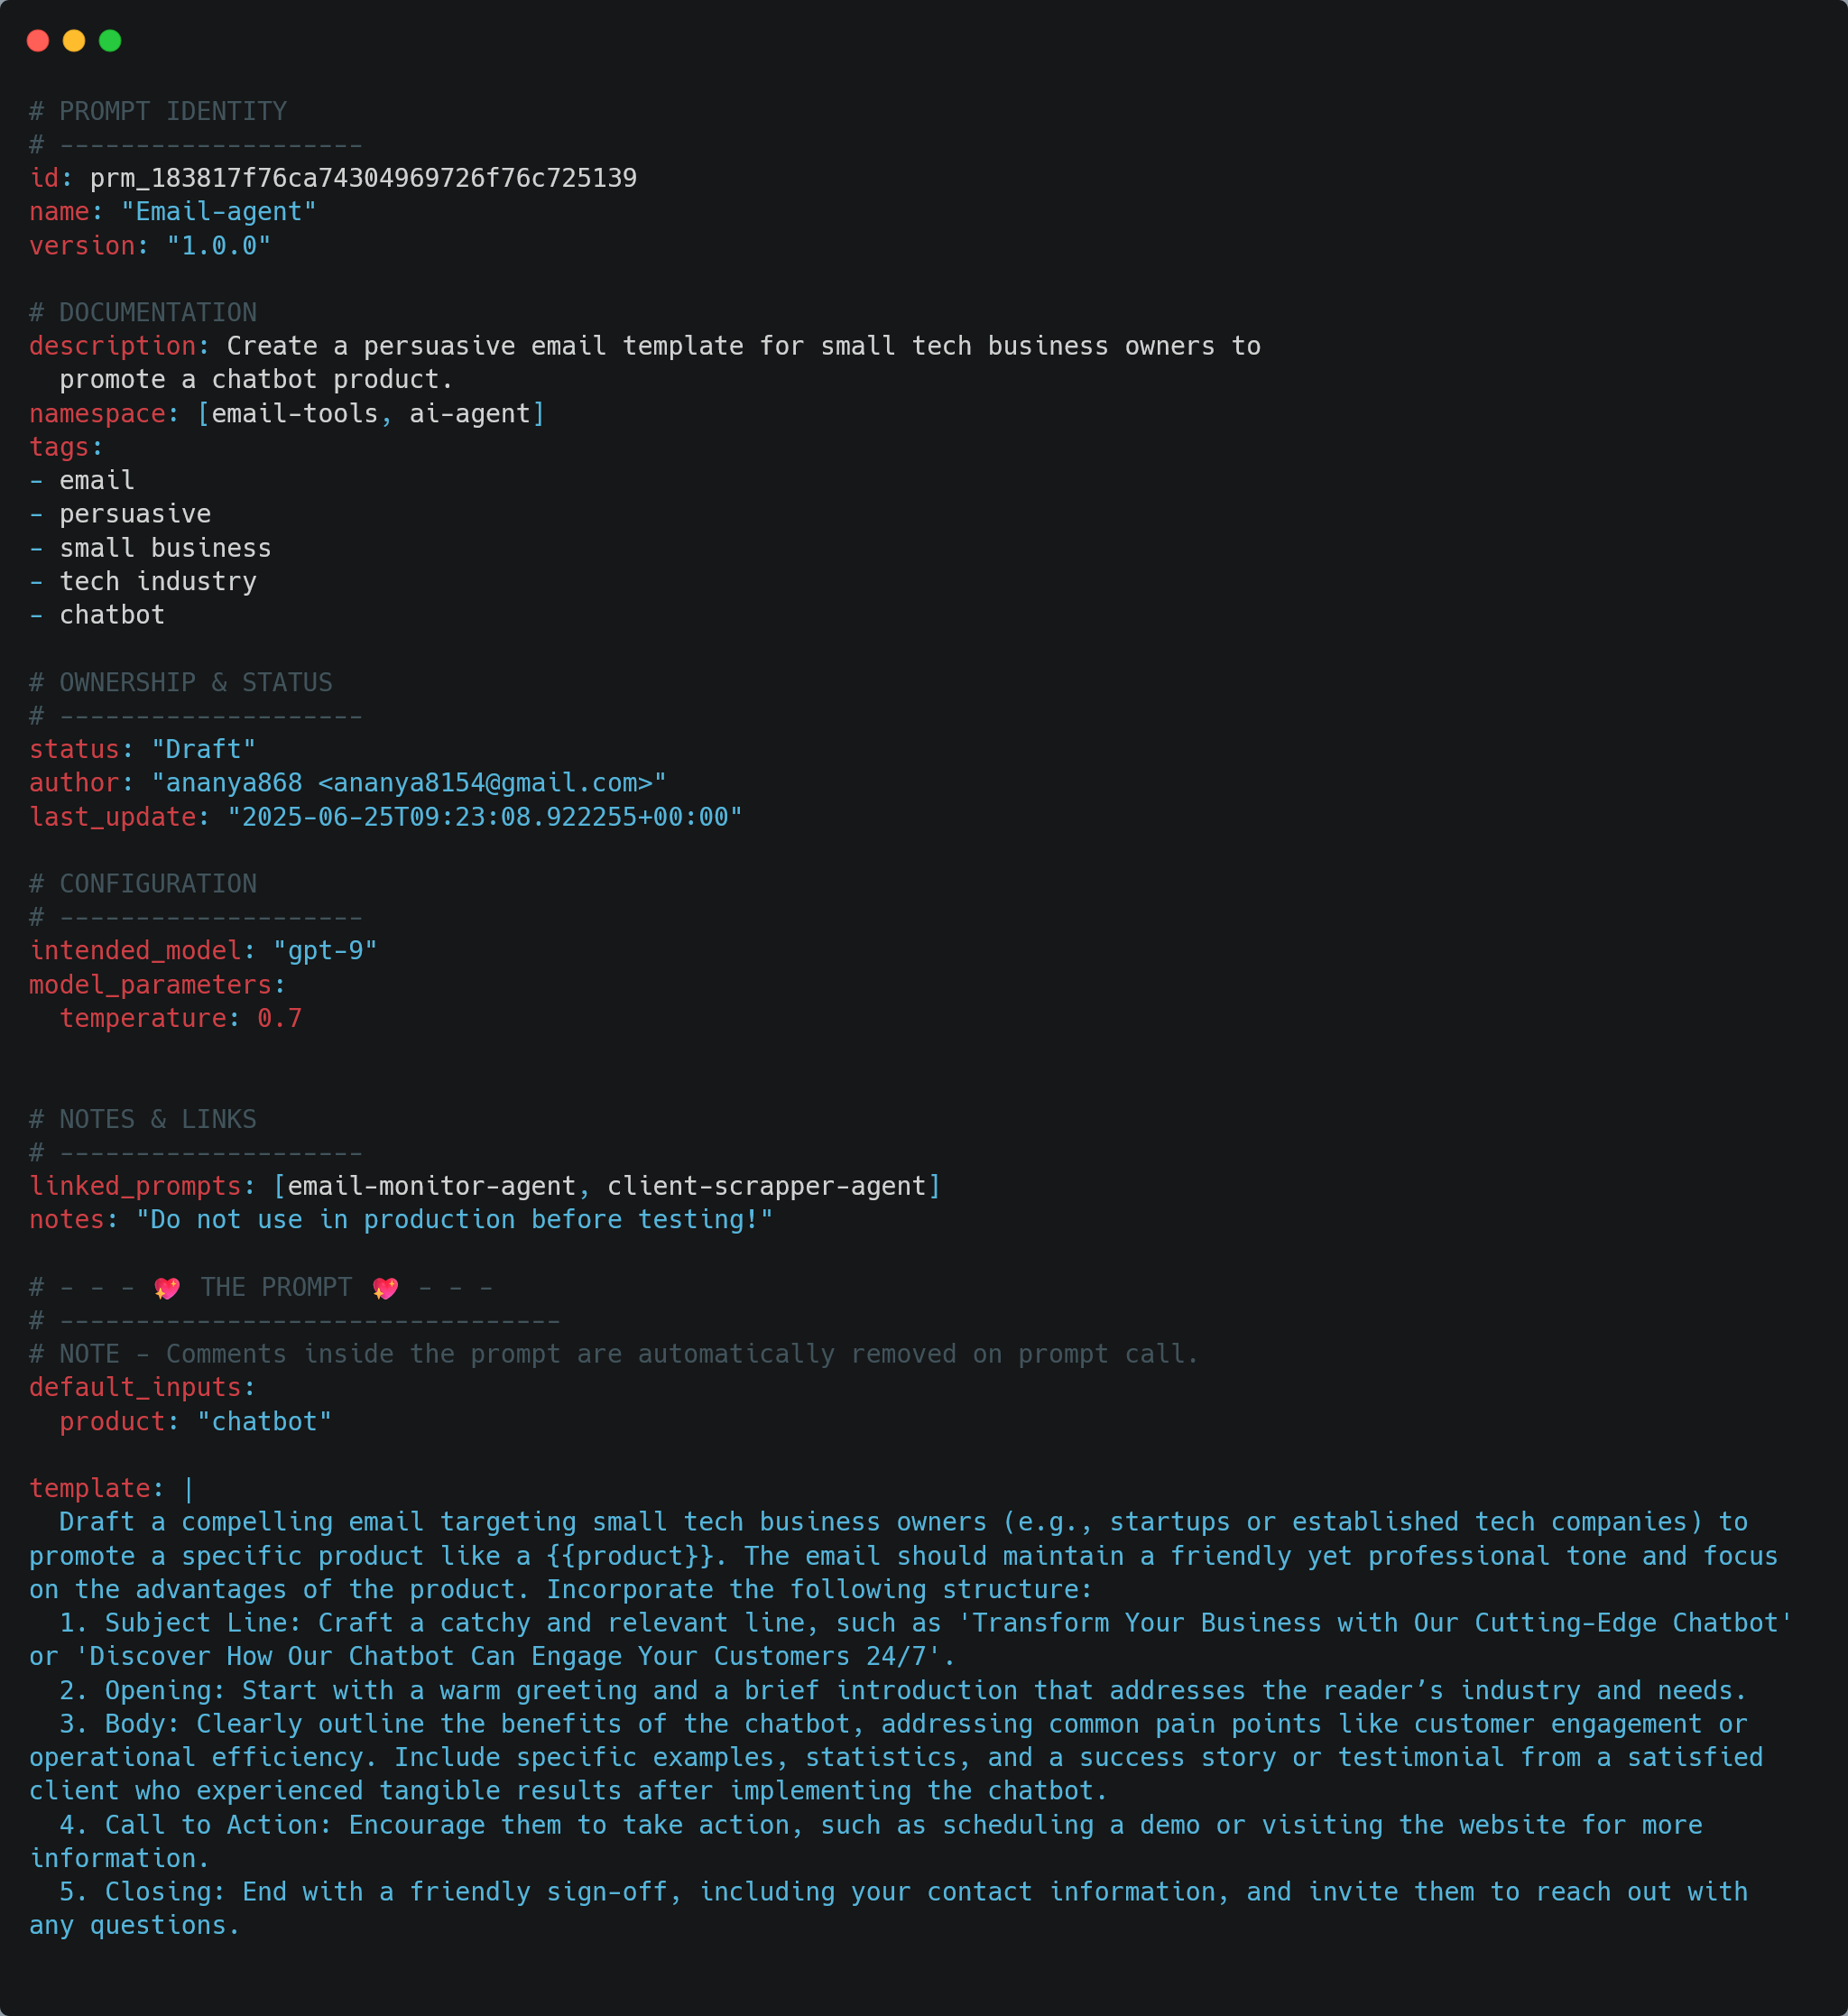 # PROMPT IDENTITY
# --------------------
id: prm_183817f76ca74304969726f76c725139
name: "Email-agent"
version: "1.0.0"

# DOCUMENTATION
description: Create a persuasive email template for small tech business owners to
  promote a chatbot product.
namespace: [email-tools, ai-agent]
tags:
- email
- persuasive
- small business
- tech industry
- chatbot

# OWNERSHIP & STATUS
# --------------------
status: "Draft"
author: "ananya868 <ananya8154@gmail.com>"
last_update: "2025-06-25T09:23:08.922255+00:00"

# CONFIGURATION
# --------------------
intended_model: "gpt-9"
model_parameters:
  temperature: 0.7

# NOTES & LINKS
# --------------------
linked_prompts: [email-monitor-agent, client-scrapper-agent]
notes: "Do not use in production before testing!"

# - - - 💖 THE PROMPT 💖 - - -
# ---------------------------------
# NOTE - Comments inside the prompt are automatically removed on prompt call.
default_inputs:
  product: "chatbot"

template: |
  Draft a compelling email targeting small tech business owners (e.g., startups or established tech companies) to
promote a specific product like a {{product}}. The email should maintain a friendly yet professional tone and focus
on the advantages of the product. Incorporate the following structure:
  1. Subject Line: Craft a catchy and relevant line, such as 'Transform Your Business with Our Cutting-Edge Chatbot'
or 'Discover How Our Chatbot Can Engage Your Customers 24/7'.
  2. Opening: Start with a warm greeting and a brief introduction that addresses the reader’s industry and needs.
  3. Body: Clearly outline the benefits of the chatbot, addressing common pain points like customer engagement or
operational efficiency. Include specific examples, statistics, and a success story or testimonial from a satisfied
client who experienced tangible results after implementing the chatbot.
  4. Call to Action: Encourage them to take action, such as scheduling a demo or visiting the website for more
information.
  5. Closing: End with a friendly sign-off, including your contact information, and invite them to reach out with
any questions.